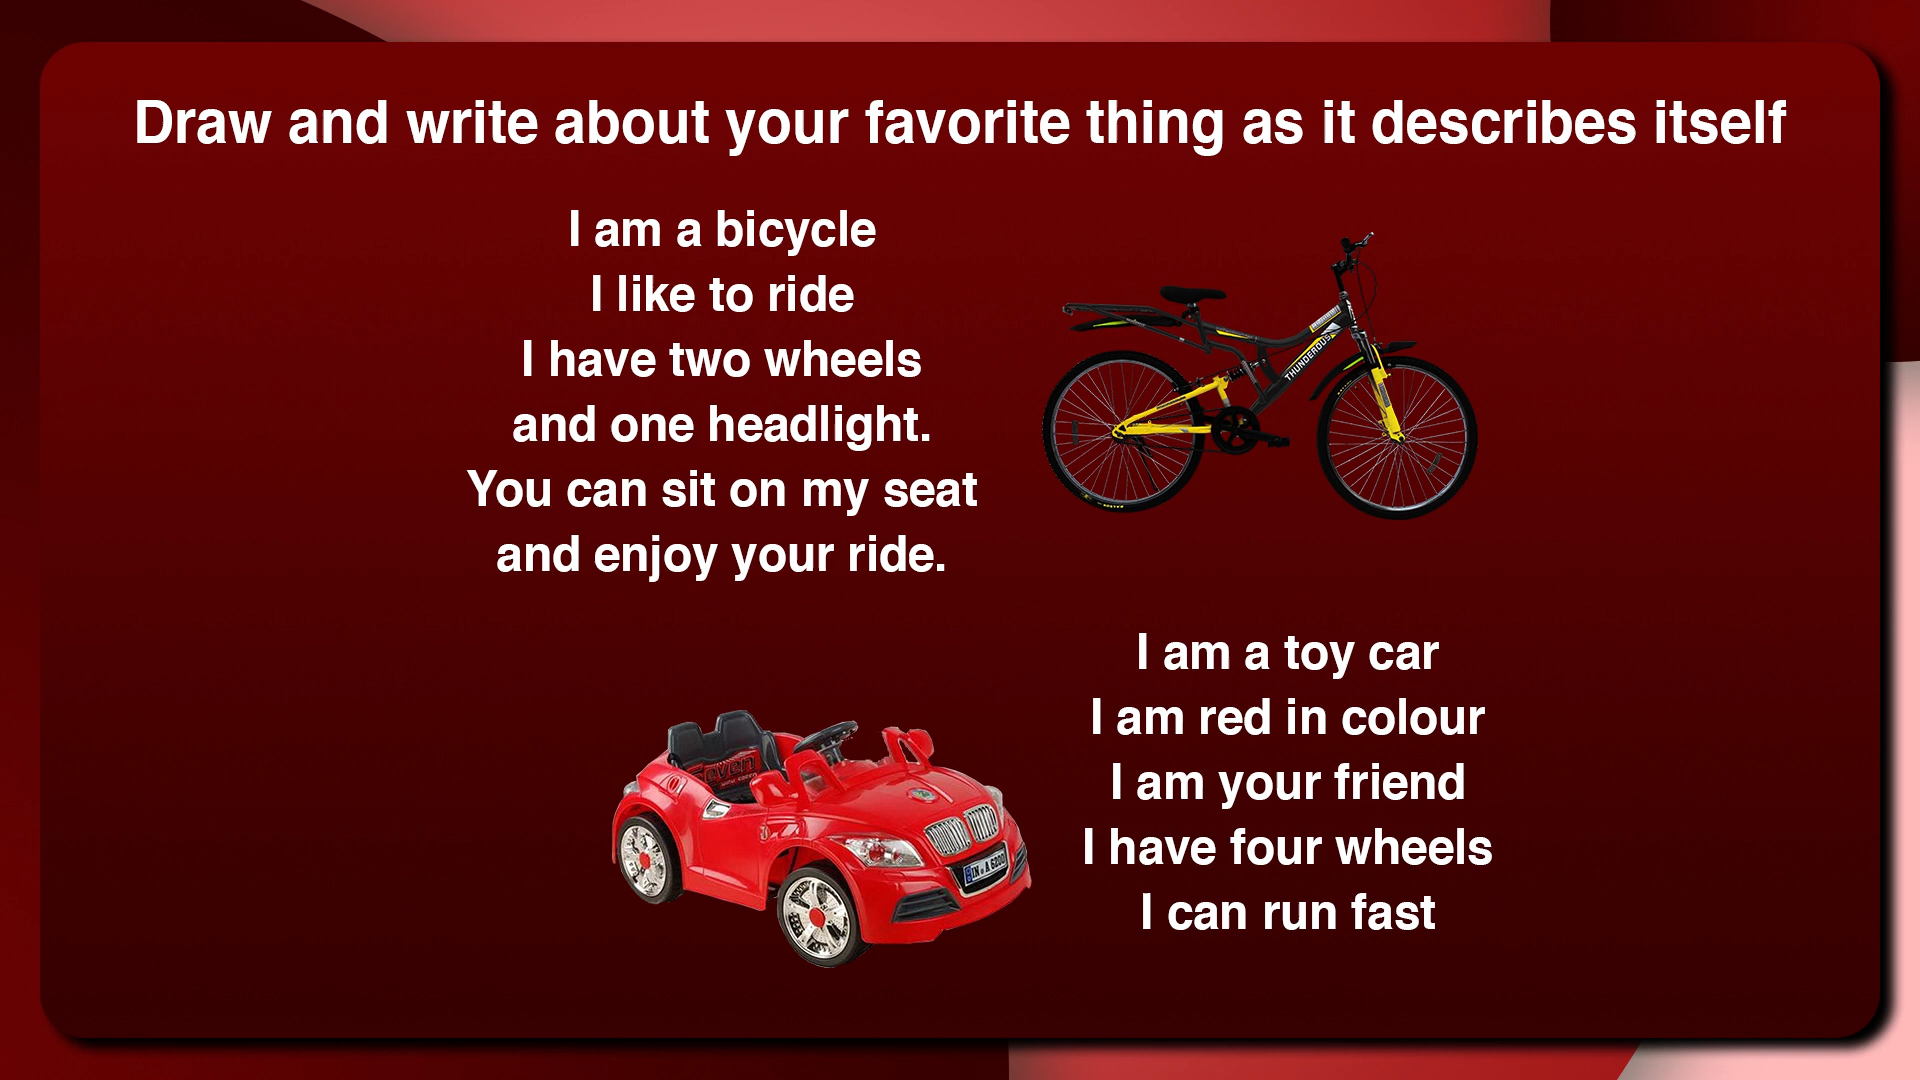 Draw and write about your favorite thing as it describes itself
I am a bicycle
I like to ride
I have two wheels
and one headlight.
You can sit on my seat
and enjoy your ride.
THUNDEROUS
I am a toy car
I am red in colour
I am your friend
I have four wheels
I can run fast